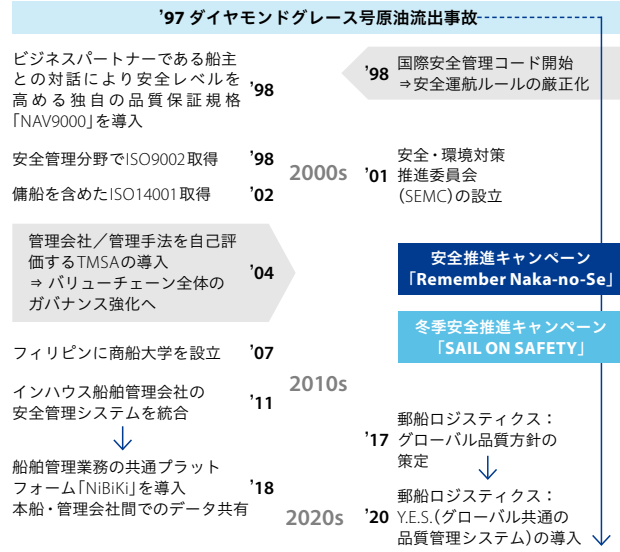 ’97 ダイヤモンドグレース号原油流出事故
ビジネスパートナーである船主
との対話により安全レベルを
高める独自の品質保証規格
「NAV9000」を導入
’98
’98
国際安全管理コード開始
⇒安全運航ルールの厳正化
安全管理分野でISO9002取得
’98
傭船を含めたISO14001取得
’02
2000s
’01
安全・環境対策
推進委員会
(SEMC)の設立
管理会社／管理手法を自己評
価するTMSAの導入
⇒ バリューチェーン全体の
ガバナンス強化へ
’04
安全推進キャンペーン
「Remember Naka-no-Se」
冬季安全推進キャンペーン
「SAIL ON SAFETY」
フィリピンに商船大学を設立
’07
2010s
インハウス船舶管理会社の
安全管理システムを統合
’11
’17
郵船ロジスティクス：
グローバル品質方針の
策定
船舶管理業務の共通プラット
フォーム「NiBiKi」を導入
本船・管理会社間でのデータ共有
’18
2020s
’20
郵船ロジスティクス：
Y.E.S.(グローバル共通の
品質管理システム)の導入